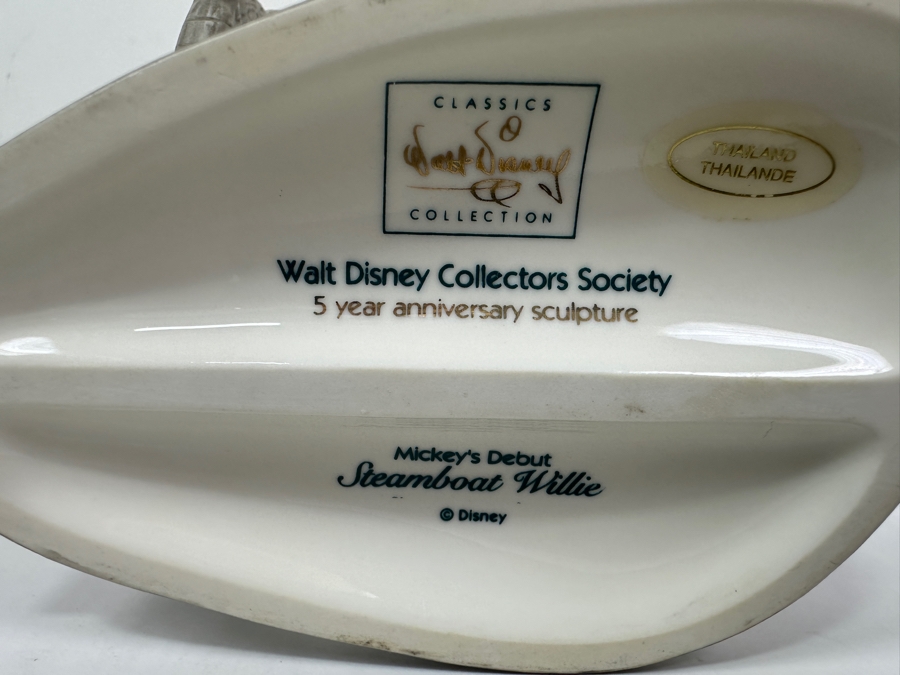 CLASSICS
Walt Disney
COLLECTION
THAILAND
THAILANDE
Walt Disney Collectors Society
5 year anniversary sculpture
Mickey's Debut
Steamboat Willie
© Disney